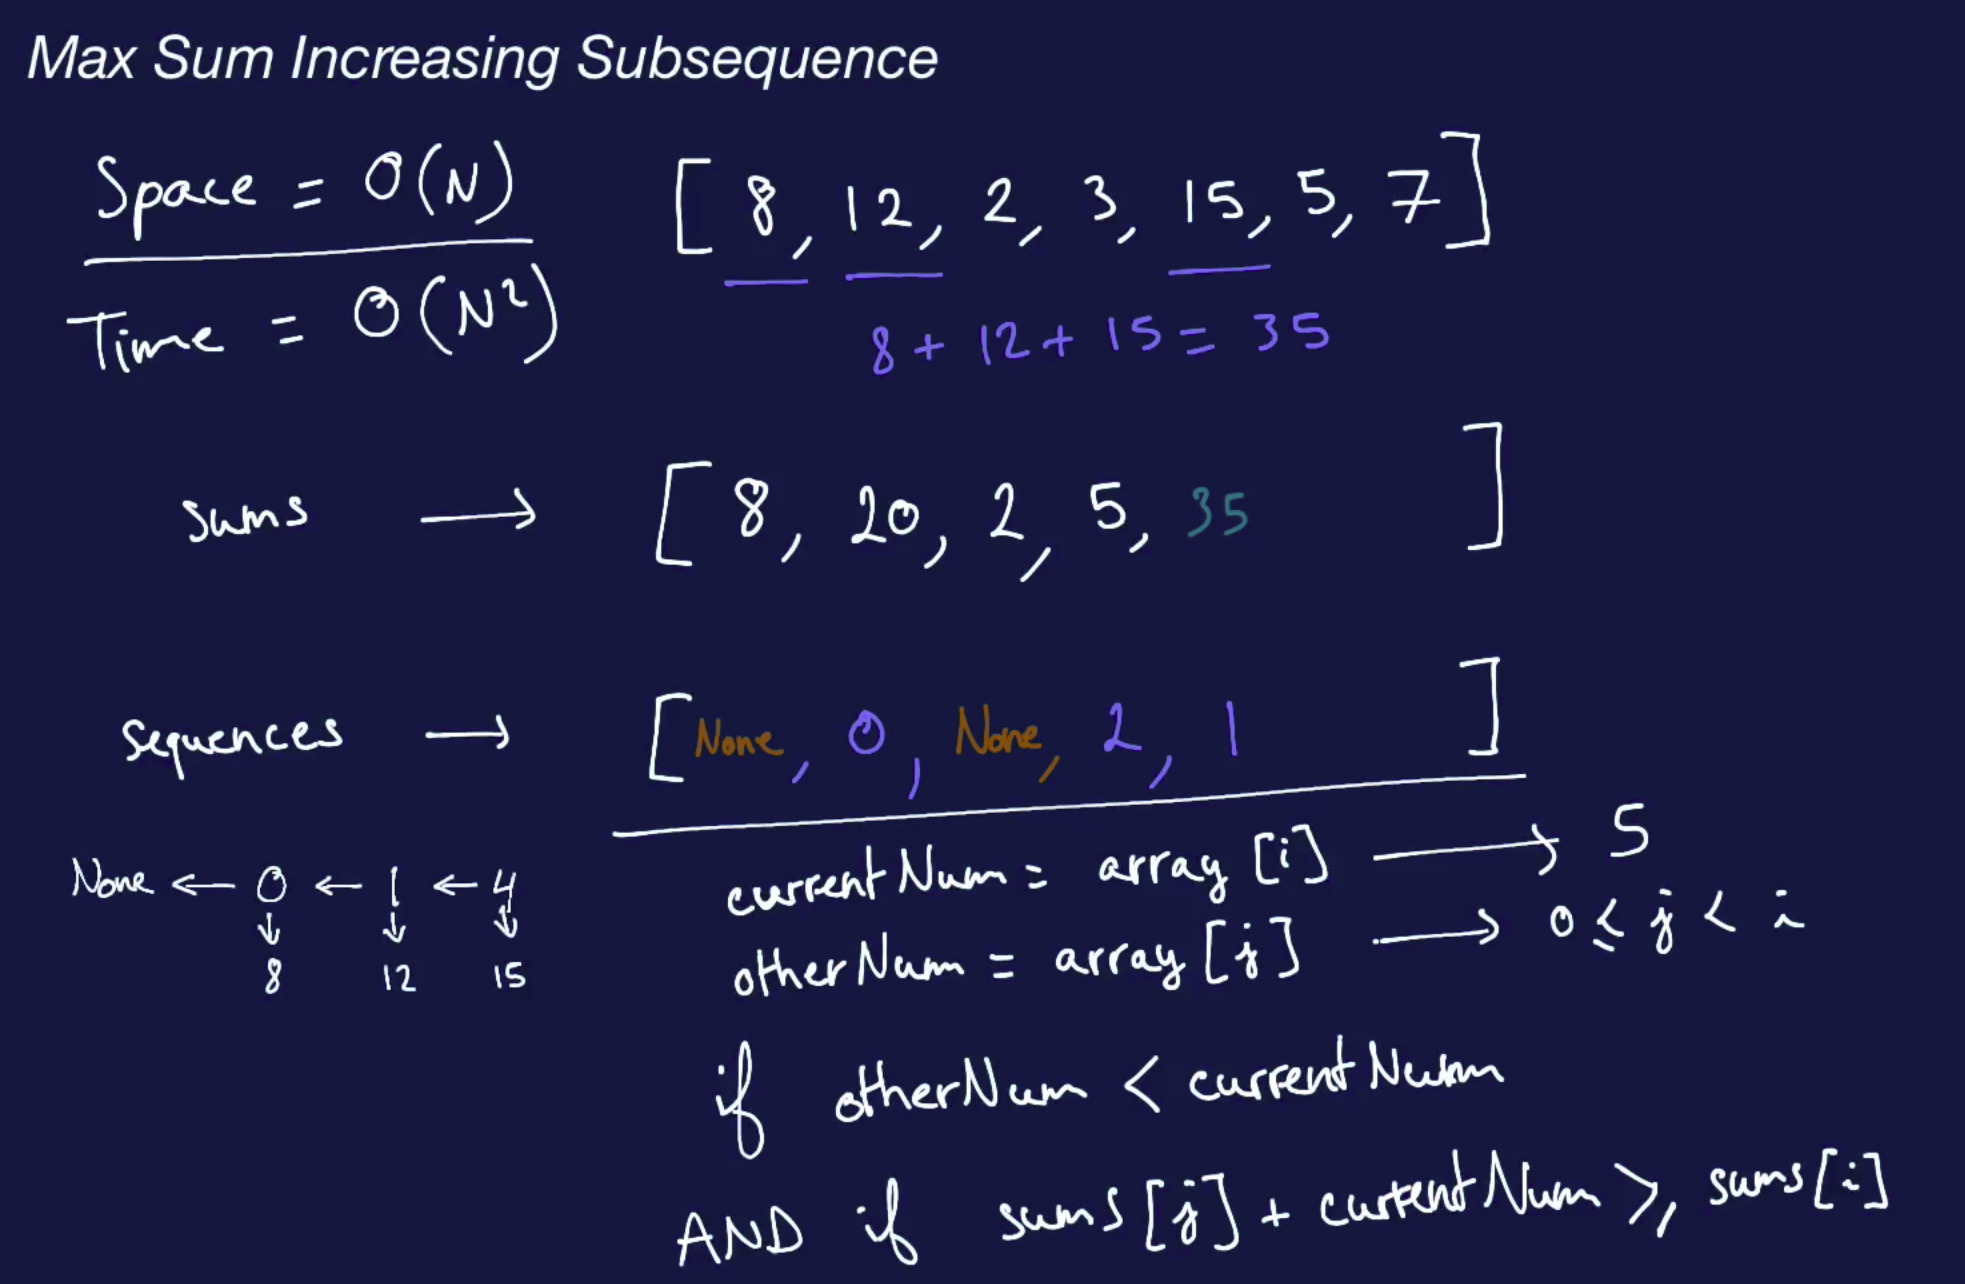 Max Sum Increasing Subsequence
Space = O(N)
Time = O(N²)
[8, 12, 2, 3, 15, 5, 7]
8 + 12 + 15 = 35
sums → [8, 20, 2, 5, 35 ]
sequences → [None, 0, None, 2, 1 ]
None ← 0 ← 1 ← 4
↓ ↓ ↓
8 12 15
currentNum = array [i] → 5
otherNum = array [j] → 0 ≤ j < i
if otherNum < currentNum
AND if sums [j] + currentNum ≥ sums [i]